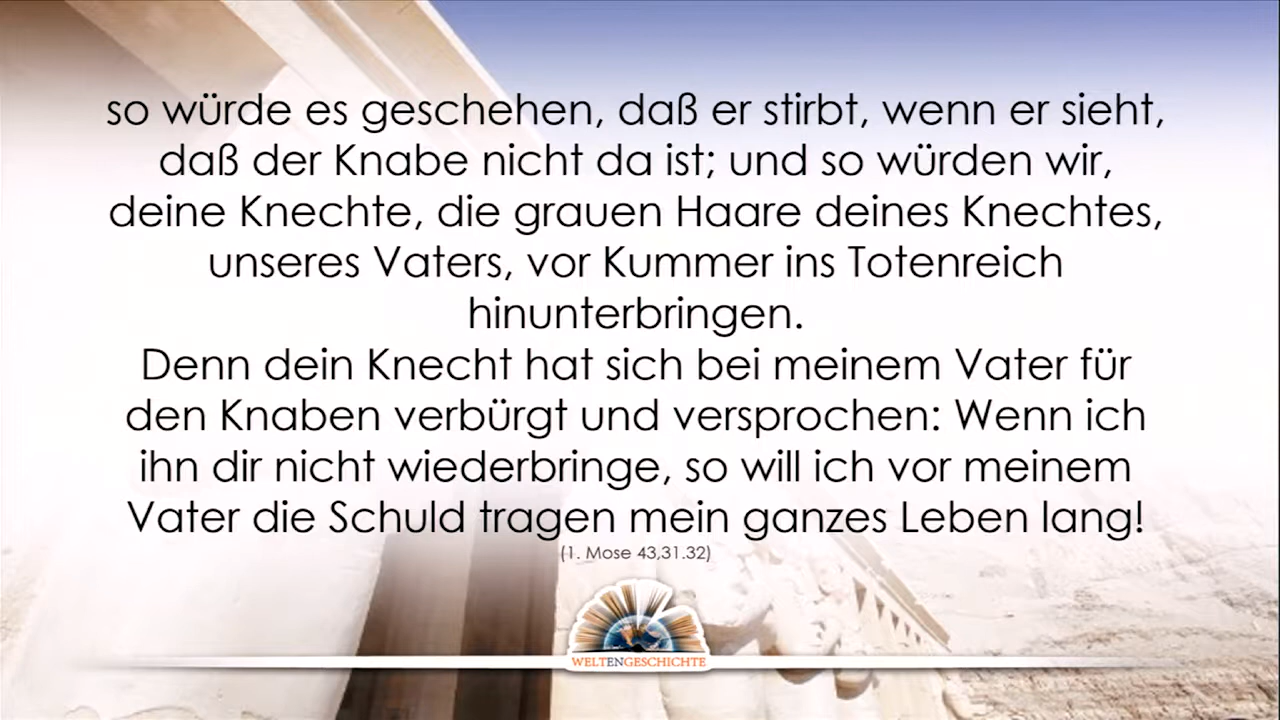 so würde es geschehen, daß er stirbt, wenn er sieht,
daß der Knabe nicht da ist; und so würden wir,
deine Knechte, die grauen Haare deines Knechtes,
unseres Vaters, vor Kummer ins Totenreich
hinunterbringen.
Denn dein Knecht hat sich bei meinem Vater für
den Knaben verbürgt und versprochen: Wenn ich
ihn dir nicht wiederbringe, so will ich vor meinem
Vater die Schuld tragen mein ganzes Leben lang!
(1. Mose 43,31.32)
WELTENGESCHICHTE